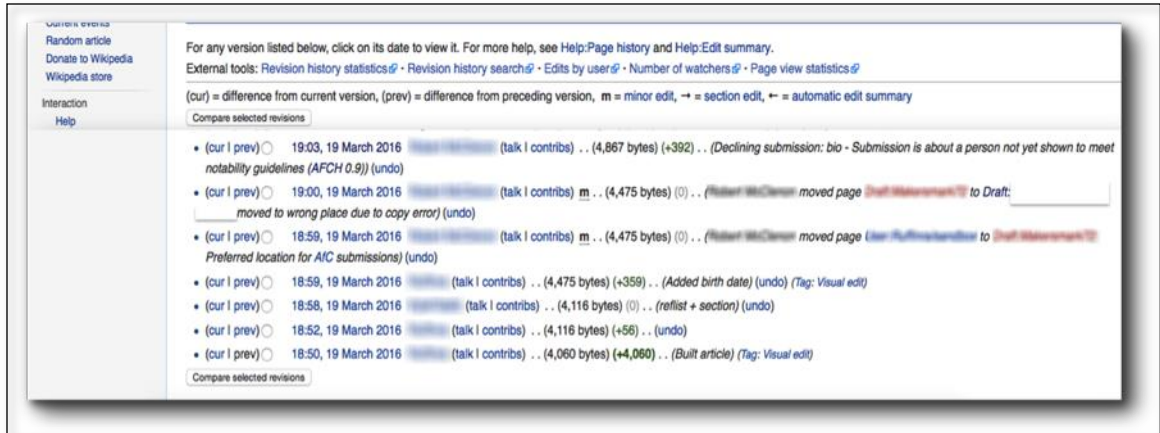 Current events
Random article
Donate to Wikipedia
Wikipedia store
Interaction
Help
For any version listed below, click on its date to view it. For more help, see Help:Page history and Help:Edit summary.
External tools: Revision history statistics · Revision history search · Edits by user · Number of watchers · Page view statistics
(cur) = difference from current version, (prev) = difference from preceding version, m = minor edit, → = section edit, ← = automatic edit summary
Compare selected revisions
• (cur | prev) 19:03, 19 March 2016 (talk | contribs) . . (4,867 bytes) (+392) . . (Declining submission: bio - Submission is about a person not yet shown to meet
notability guidelines (AFCH 0.9)) (undo)
• (cur | prev) 19:00, 19 March 2016 (talk | contribs) m . . (4,475 bytes) (0) . . ( moved page to Draft:
moved to wrong place due to copy error) (undo)
• (cur | prev) 18:59, 19 March 2016 (talk | contribs) m . . (4,475 bytes) (0) . . ( moved page to
Preferred location for AfC submissions) (undo)
• (cur | prev) 18:59, 19 March 2016 (talk | contribs) . . (4,475 bytes) (+359) . . (Added birth date) (undo) (Tag: Visual edit)
• (cur | prev) 18:58, 19 March 2016 (talk | contribs) . . (4,116 bytes) (0) . . (reflist + section) (undo)
• (cur | prev) 18:52, 19 March 2016 (talk | contribs) . . (4,116 bytes) (+56) . . (undo)
• (cur | prev) 18:50, 19 March 2016 (talk | contribs) . . (4,060 bytes) (+4,060) . . (Built article) (Tag: Visual edit)
Compare selected revisions